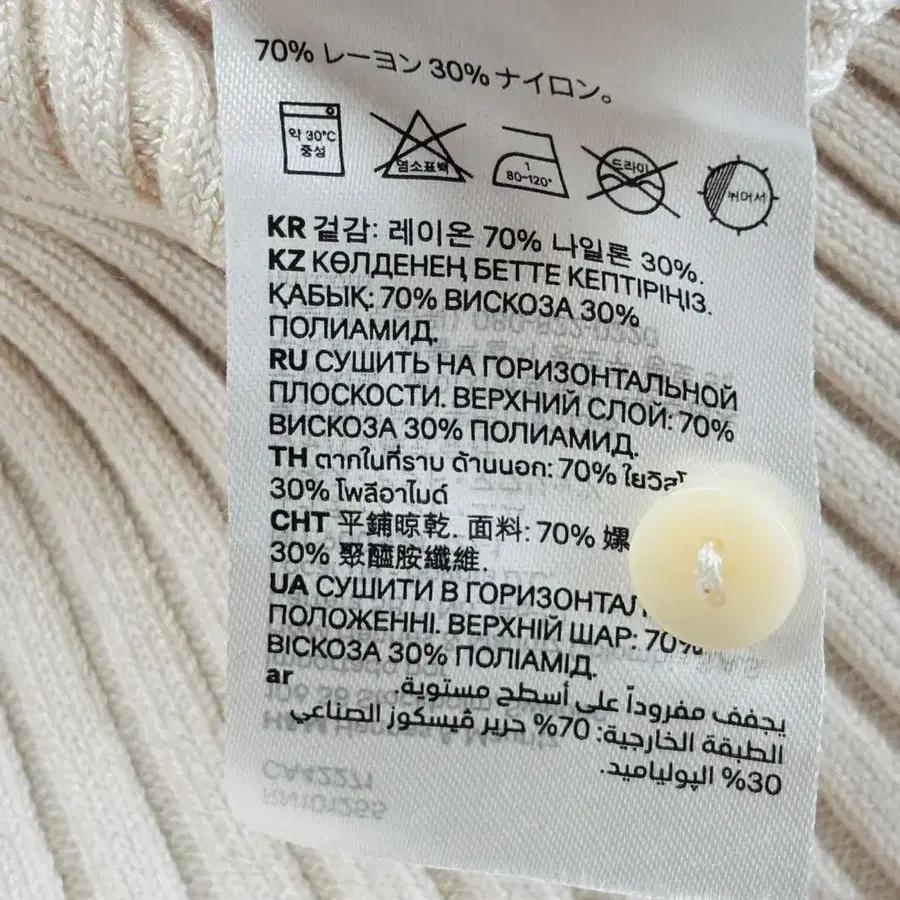 70% レーヨン 30% ナイロン。
약 30°C
중성
염소표백
1
80~120°
드라이
뉘어서
KR 겉감: 레이온 70% 나일론 30%.
KZ КӨЛДЕНЕҢ БЕТТЕ КЕПТІРІҢІЗ.
ҚАБЫҚ: 70% ВИСКОЗА 30%
ПОЛИАМИД.
RU СУШИТЬ НА ГОРИЗОНТАЛЬНОЙ
ПЛОСКОСТИ. ВЕРХНИЙ СЛОЙ: 70%
ВИСКОЗА 30% ПОЛИАМИД.
TH ตากในที่ราบ ด้านนอก: 70%
30% โพลีอาไมด์
CHT 平鋪晾乾. 面料: 70% 嫘
30% 聚醯胺纖維.
UA СУШИТИ В
ПОЛОЖЕННІ. ВЕРХНІЙ ШАР: 70%
ВІСКОЗА 30% ПОЛІАМІД.
ar يجفف مفروداً على أسطح مستوية.
الطبقة الخارجية: 70% حرير ڤيسكوز الصناعي
30% الپولياميد.
CA42271
RN101255